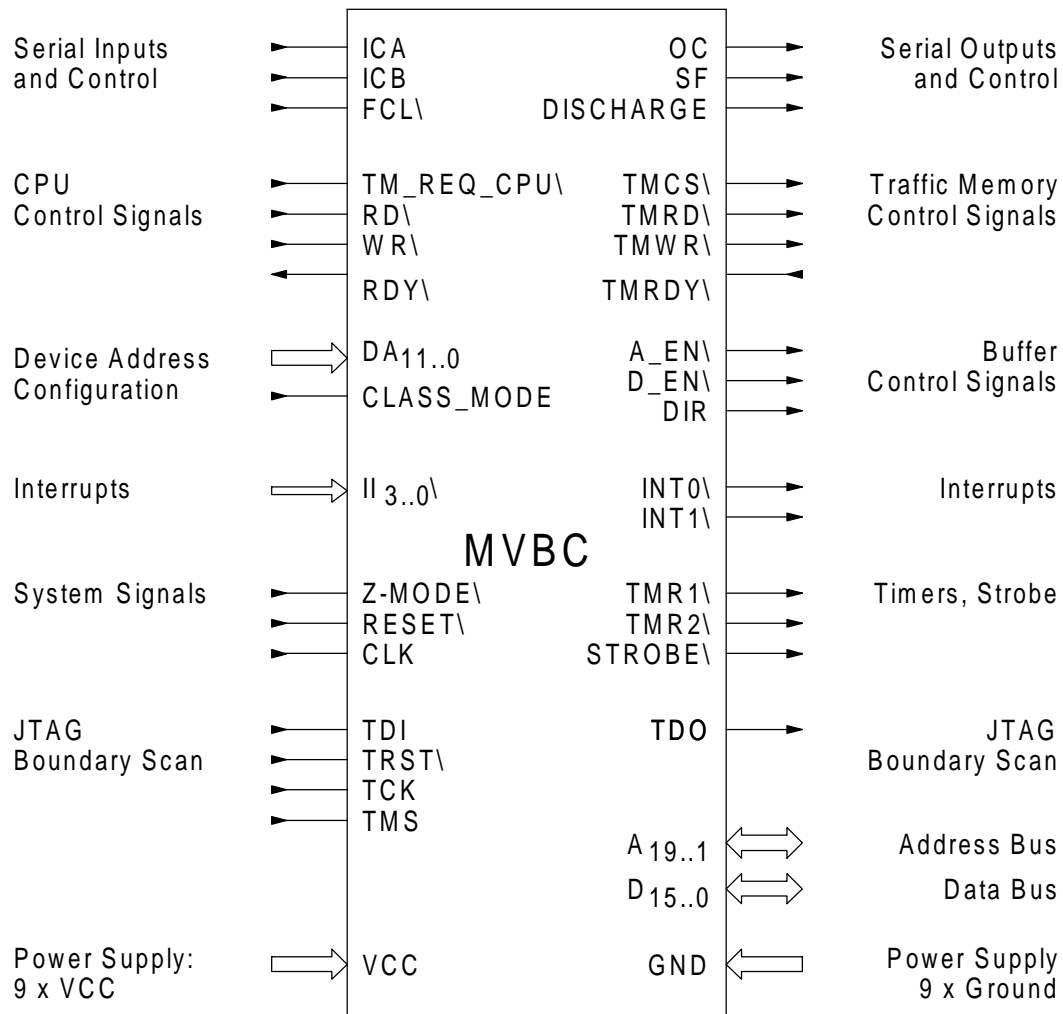 Serial Inputs ICA OC Serial Outputs
and Control ICB SF and Control
FCL\ DISCHARGE
CPU TM_REQ_CPU\ TMCS\ Traffic Memory
Control Signals RD\ TMRD\ Control Signals
WR\ TMWR\
RDY\ TMRDY\
Device Address DA11..0 A_EN\ Buffer
Configuration CLASS_MODE D_EN\ Control Signals
DIR
Interrupts II 3..0\ INT0\ Interrupts
INT1\
MVBC
System Signals Z-MODE\ TMR1\ Timers, Strobe
RESET\ TMR2\
CLK STROBE\
JTAG TDI TDO JTAG
Boundary Scan TRST\ Boundary Scan
TCK
TMS
A 19..1 Address Bus
D 15..0 Data Bus
Power Supply: VCC GND Power Supply
9 x VCC 9 x Ground